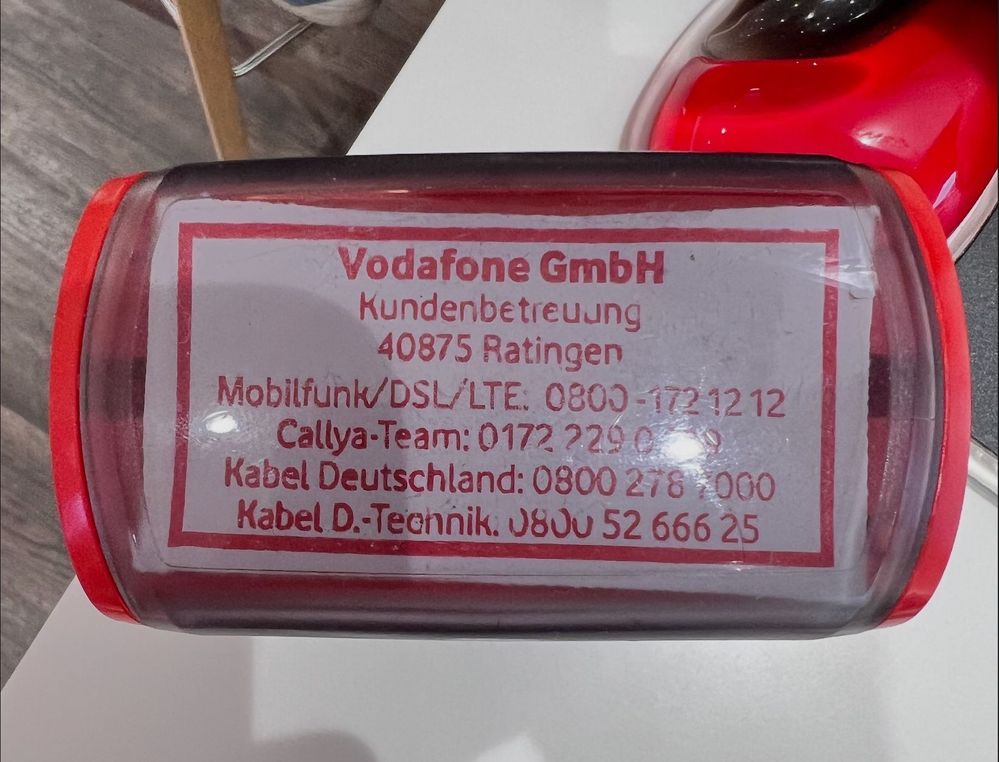 Vodafone GmbH
Kundenbetreuung
40875 Ratingen
Mobilfunk/DSL/LTE: 0800 -172 12 12
Callya-Team: 0172 229
Kabel Deutschland: 0800 278
Kabel D.-Technik: 0800 52 666 25